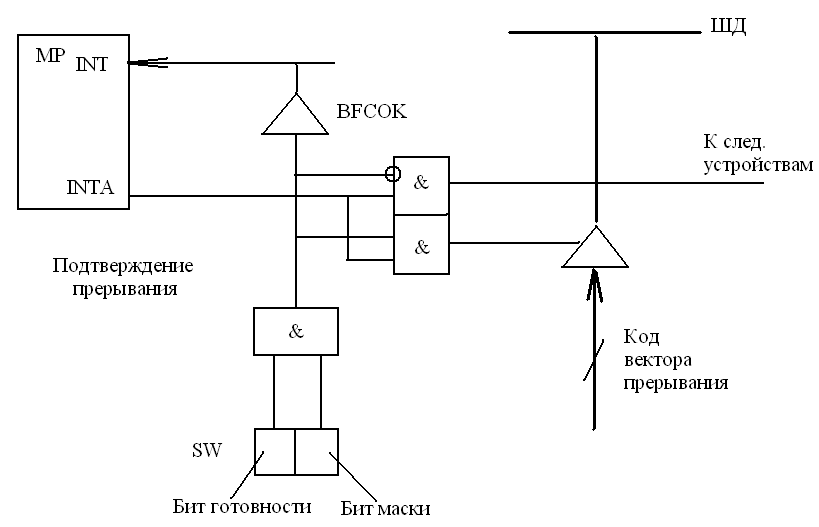 ШД
MP
INT
BFCOK
К след.
устройствам
&
INTA
&
Подтверждение
прерывания
&
Код
вектора
прерывания
SW
Бит готовности
Бит маски